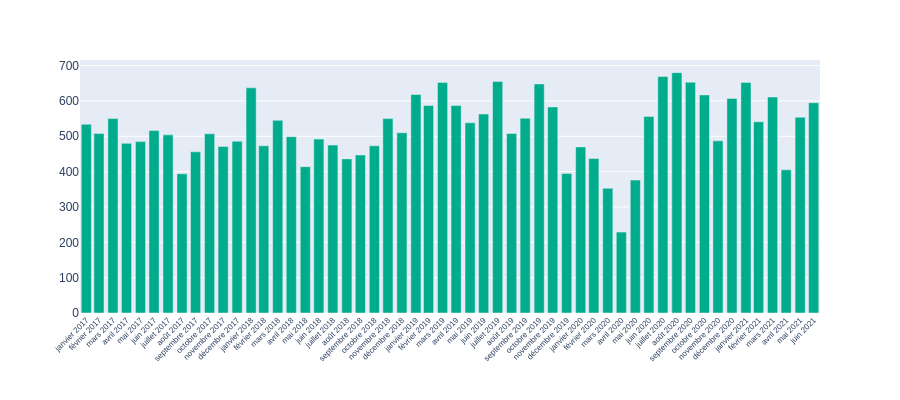 700
600
500
400
300
200
100
0
janvier 2017
février 2017
mars 2017
avril 2017
mai 2017
juin 2017
juillet 2017
août 2017
septembre 2017
octobre 2017
novembre 2017
décembre 2017
janvier 2018
février 2018
mars 2018
avril 2018
mai 2018
juin 2018
juillet 2018
août 2018
septembre 2018
octobre 2018
novembre 2018
décembre 2018
janvier 2019
février 2019
mars 2019
avril 2019
mai 2019
juin 2019
juillet 2019
août 2019
septembre 2019
octobre 2019
novembre 2019
décembre 2019
janvier 2020
février 2020
mars 2020
avril 2020
mai 2020
juin 2020
juillet 2020
août 2020
septembre 2020
octobre 2020
novembre 2020
décembre 2020
janvier 2021
février 2021
mars 2021
avril 2021
mai 2021
juin 2021